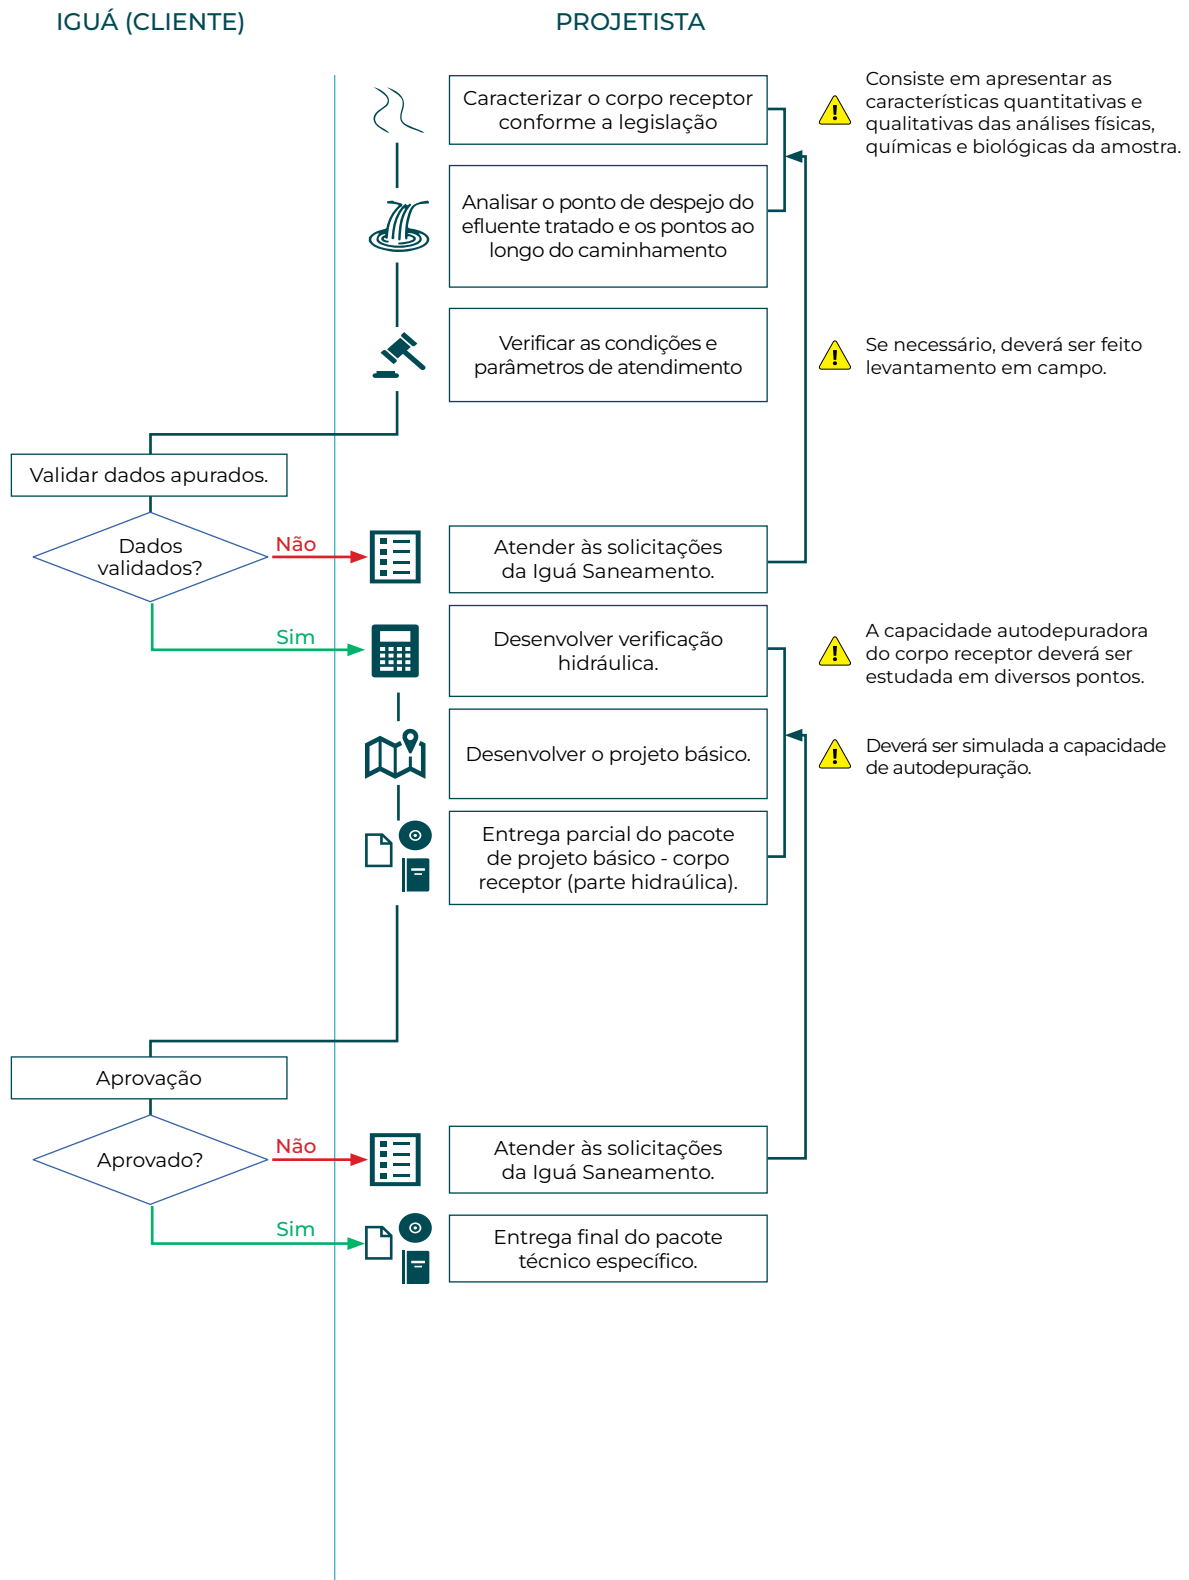 IGUÁ (CLIENTE)
PROJETISTA
Caracterizar o corpo receptor
conforme a legislação
Consiste em apresentar as
características quantitativas e
qualitativas das análises físicas,
químicas e biológicas da amostra.
Analisar o ponto de despejo do
efluente tratado e os pontos ao
longo do caminhamento
Verificar as condições e
parâmetros de atendimento
Se necessário, deverá ser feito
levantamento em campo.
Validar dados apurados.
Dados
validados?
Não
Atender às solicitações
da Iguá Saneamento.
Sim
Desenvolver verificação
hidráulica.
A capacidade autodepuradora
do corpo receptor deverá ser
estudada em diversos pontos.
Desenvolver o projeto básico.
Deverá ser simulada a capacidade
de autodepuração.
Entrega parcial do pacote
de projeto básico - corpo
receptor (parte hidraúlica).
Aprovação
Aprovado?
Não
Atender às solicitações
da Iguá Saneamento.
Sim
Entrega final do pacote
técnico específico.